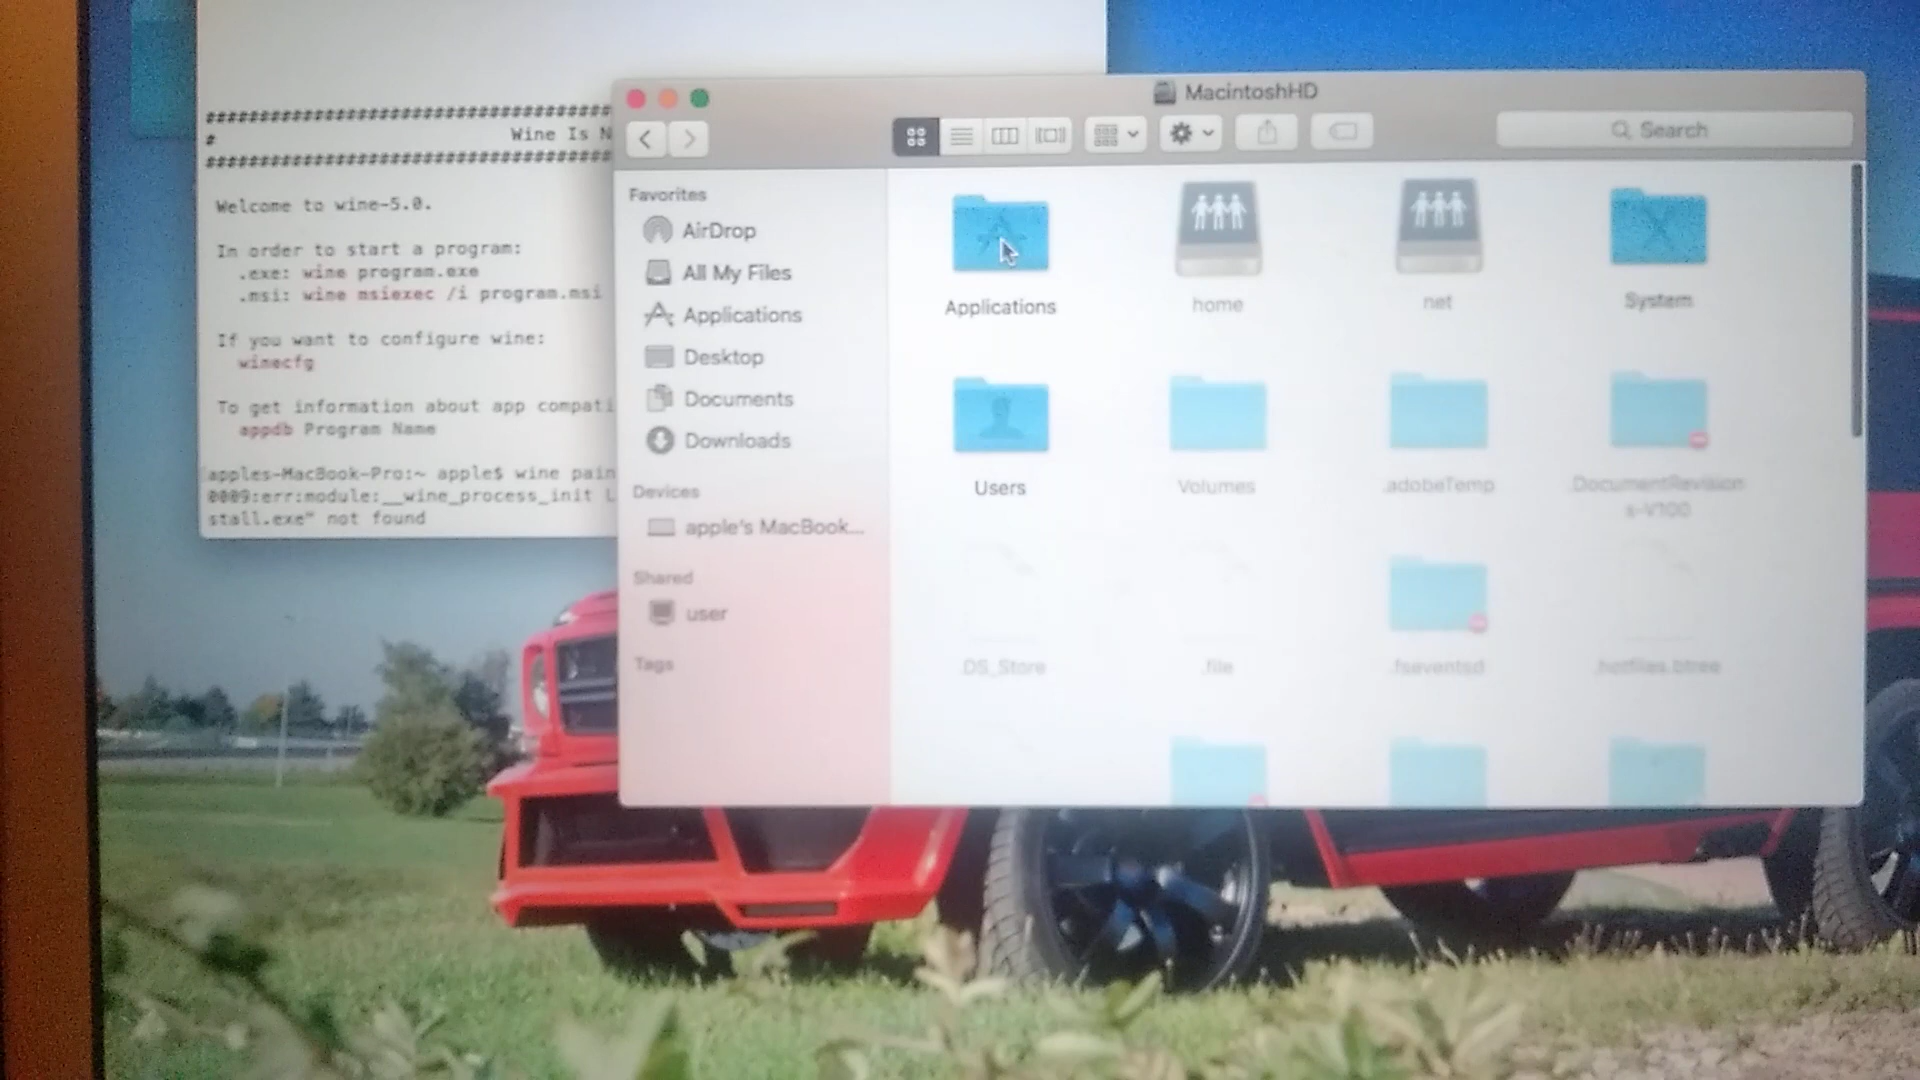 ##################################
# Wine Is N
##################################
Welcome to wine-5.0.
In order to start a program:
.exe: wine program.exe
.msi: wine msiexec /i program.msi
If you want to configure wine:
winecfg
To get information about app compati
appdb Program Name
apples-MacBook-Pro:~ apple$ wine pain
0009:err:module:__wine_process_init L
stall.exe" not found
MacintoshHD
Search
Favorites
AirDrop
All My Files
Applications
Desktop
Documents
Downloads
Devices
apple's MacBook...
Shared
user
Tags
Applications
home
net
System
Users
Volumes
.adobeTemp
.DocumentRevision
s-V100
.DS_Store
.file
.fseventsd
.hotfiles.btree